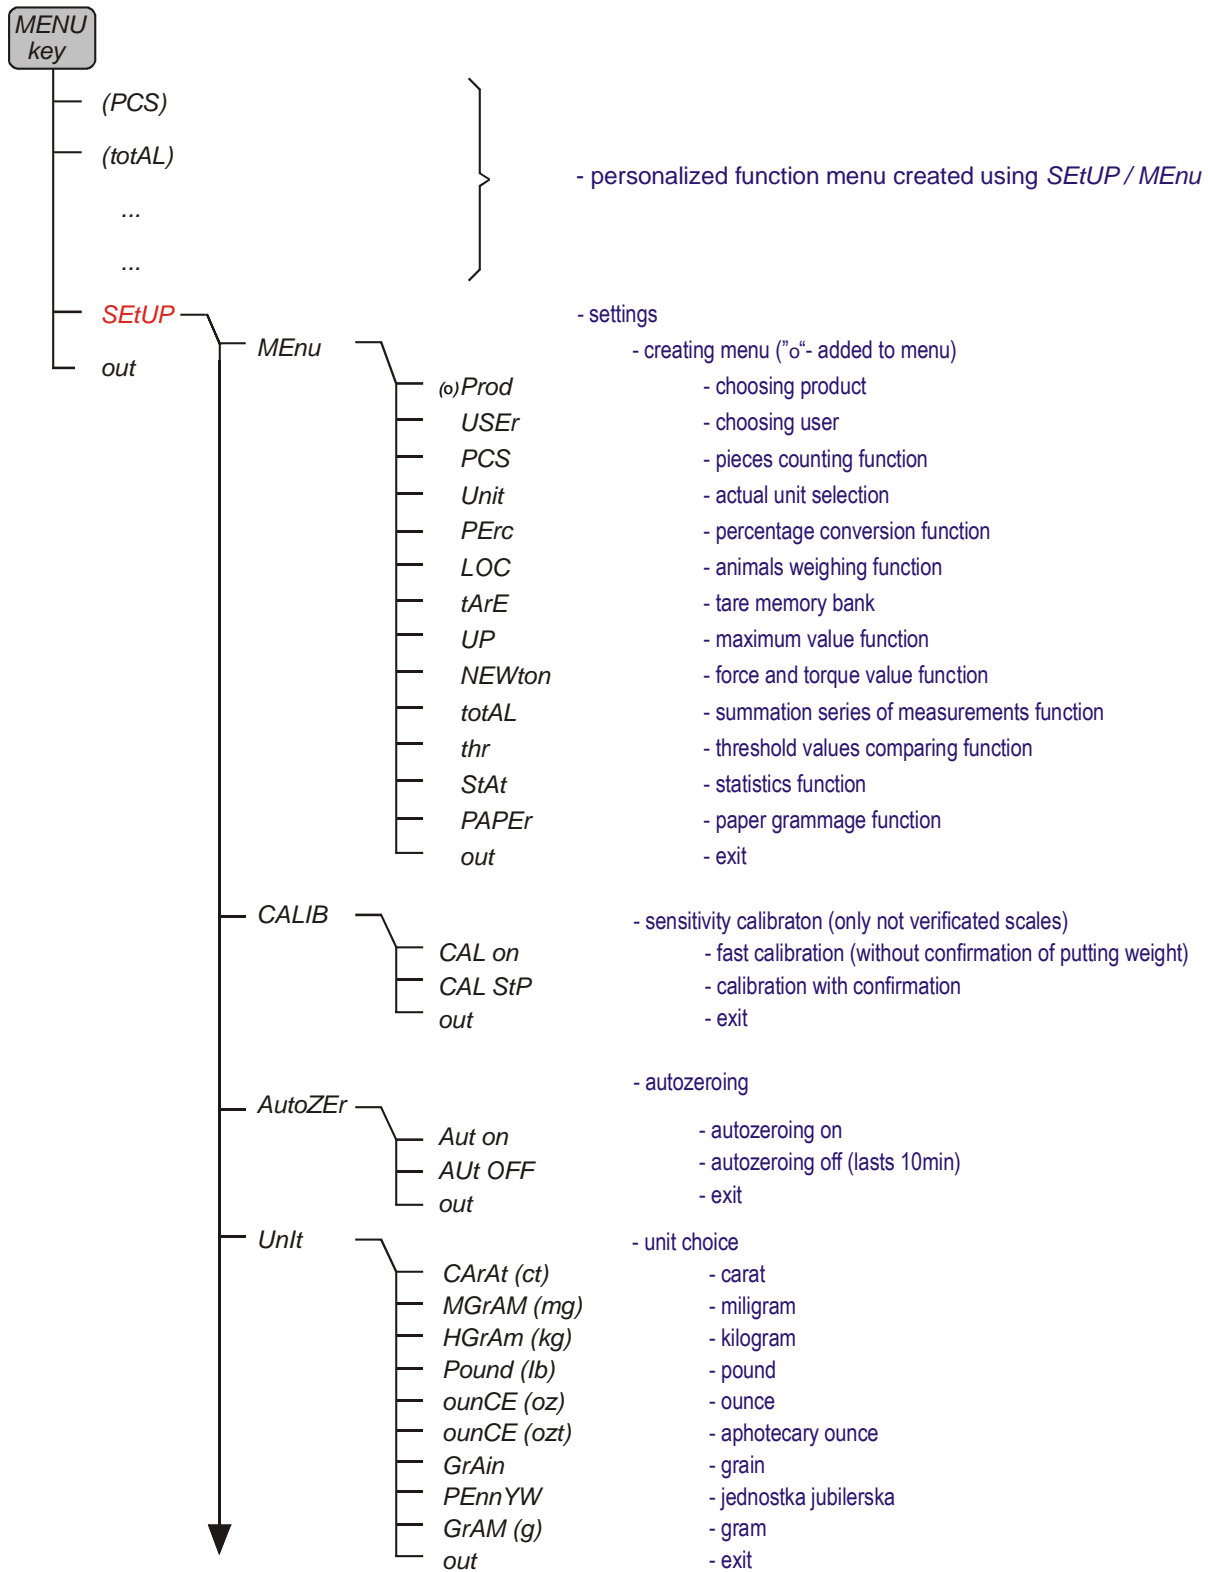 MENU
key
(PCS)
(totAL)
- personalized function menu created using SEtUP / MEnu
...
...
SEtUP - settings
MEnu - creating menu ("o"- added to menu)
out
(o)Prod - choosing product
USEr - choosing user
PCS - pieces counting function
Unit - actual unit selection
PErc - percentage conversion function
LOC - animals weighing function
tArE - tare memory bank
UP - maximum value function
NEWton - force and torque value function
totAL - summation series of measurements function
thr - threshold values comparing function
StAt - statistics function
PAPEr - paper grammage function
out - exit
CALIB - sensitivity calibraton (only not verificated scales)
CAL on - fast calibration (without confirmation of putting weight)
CAL StP - calibration with confirmation
out - exit
AutoZEr - autozeroing
Aut on - autozeroing on
AUt OFF - autozeroing off (lasts 10min)
out - exit
UnIt - unit choice
CArAt (ct) - carat
MGrAM (mg) - miligram
HGrAm (kg) - kilogram
Pound (lb) - pound
ounCE (oz) - ounce
ounCE (ozt) - aphotecary ounce
GrAin - grain
PEnnYW - jednostka jubilerska
GrAM (g) - gram
out - exit